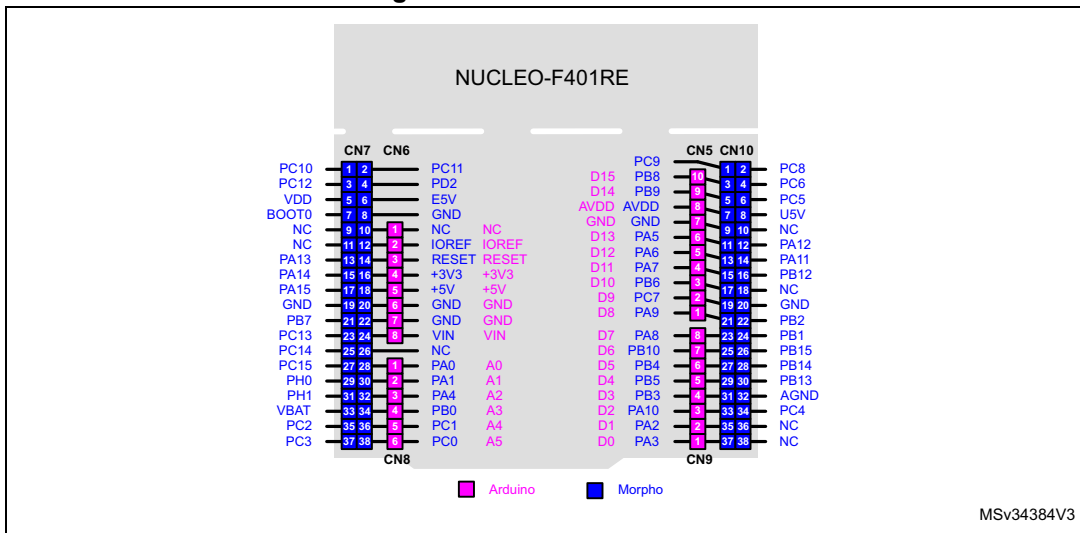 NUCLEO-F401RE
CN7 CN6 CN5 CN10
PC9
PC10 1 2 PC11 1 2 PC8
PC12 3 4 PD2 D15 PB8 10 3 4 PC6
VDD 5 6 E5V D14 PB9 9 5 6 PC5
BOOT0 7 8 GND AVDD AVDD 8 7 8 U5V
NC 9 10 1 NC NC GND GND 7 9 10 NC
NC 11 12 2 IOREF IOREF D13 PA5 6 11 12 PA12
PA13 13 14 3 RESET RESET D12 PA6 5 13 14 PA11
PA14 15 16 4 +3V3 +3V3 D11 PA7 4 15 16 PB12
PA15 17 18 5 +5V +5V D10 PB6 3 17 18 NC
GND 19 20 6 GND GND D9 PC7 2 19 20 GND
PB7 21 22 7 GND GND D8 PA9 1 21 22 PB2
PC13 23 24 8 VIN VIN D7 PA8 8 23 24 PB1
PC14 25 26 NC D6 PB10 7 25 26 PB15
PC15 27 28 1 PA0 A0 D5 PB4 6 27 28 PB14
PH0 29 30 2 PA1 A1 D4 PB5 5 29 30 PB13
PH1 31 32 3 PA4 A2 D3 PB3 4 31 32 AGND
VBAT 33 34 4 PB0 A3 D2 PA10 3 33 34 PC4
PC2 35 36 5 PC1 A4 D1 PA2 2 35 36 NC
PC3 37 38 6 PC0 A5 D0 PA3 1 37 38 NC
CN8 CN9
Arduino Morpho
MSv34384V3